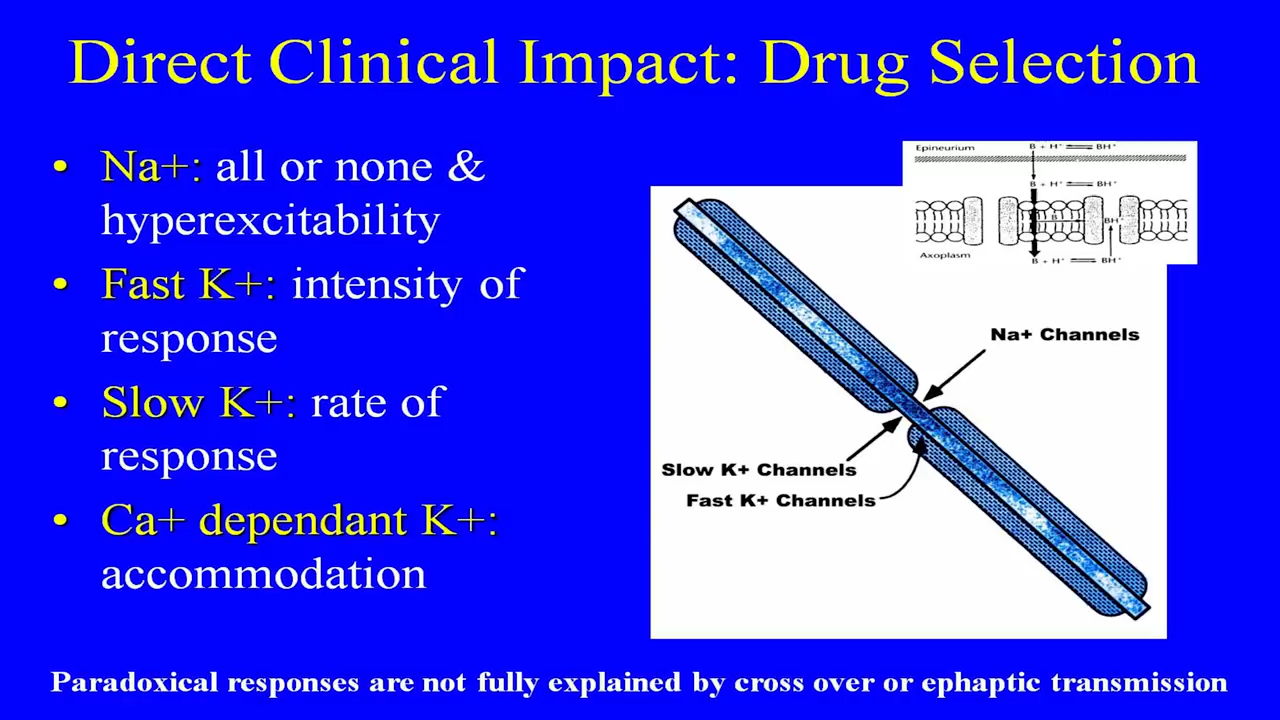 Direct Clinical Impact: Drug Selection
• Na+: all or none &
hyperexcitability
• Fast K+: intensity of
response
• Slow K+: rate of
response
• Ca+ dependant K+:
accommodation
Epineurium
B + H⁺ ⇌ BH⁺
B + H⁺ ⇌ BH⁺
B
BH⁺
Axoplasm
B + H⁺ ⇌ BH⁺
Na+ Channels
Slow K+ Channels
Fast K+ Channels
Paradoxical responses are not fully explained by cross over or ephaptic transmission